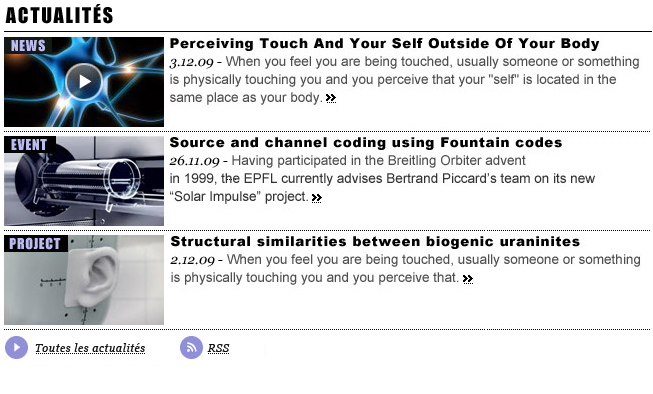 ACTUALITÉS
NEWS
Perceiving Touch And Your Self Outside Of Your Body
3.12.09 - When you feel you are being touched, usually someone or something
is physically touching you and you perceive that your "self" is located in the
same place as your body. »
EVENT
Source and channel coding using Fountain codes
26.11.09 - Having participated in the Breitling Orbiter advent
in 1999, the EPFL currently advises Bertrand Piccard’s team on its new
“Solar Impulse” project. »
PROJECT
Structural similarities between biogenic uraninites
2.12.09 - When you feel you are being touched, usually someone or something
is physically touching you and you perceive that. »
Toutes les actualités
RSS